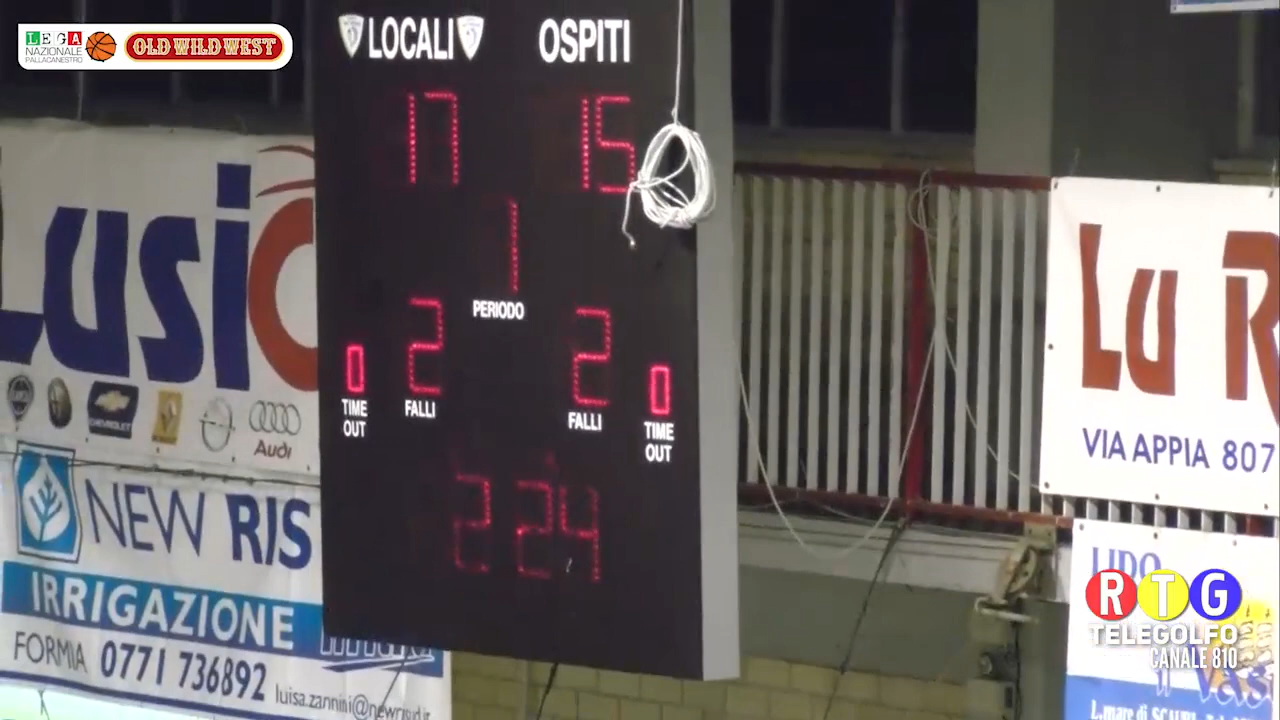 LEGA
NAZIONALE
PALLACANESTRO
OLD WILD WEST
LOCALI
OSPITI
17
15
1
PERIODO
2
2
FALLI
FALLI
0
0
TIME
OUT
TIME
OUT
2 24
LUSIC
CHEVROLET
Audi
NEW RIS
IRRIGAZIONE
FORMIA 0771 736892
LU R
VIA APPIA 807
LIDO
RTG
TELEGOLFO
CANALE 810